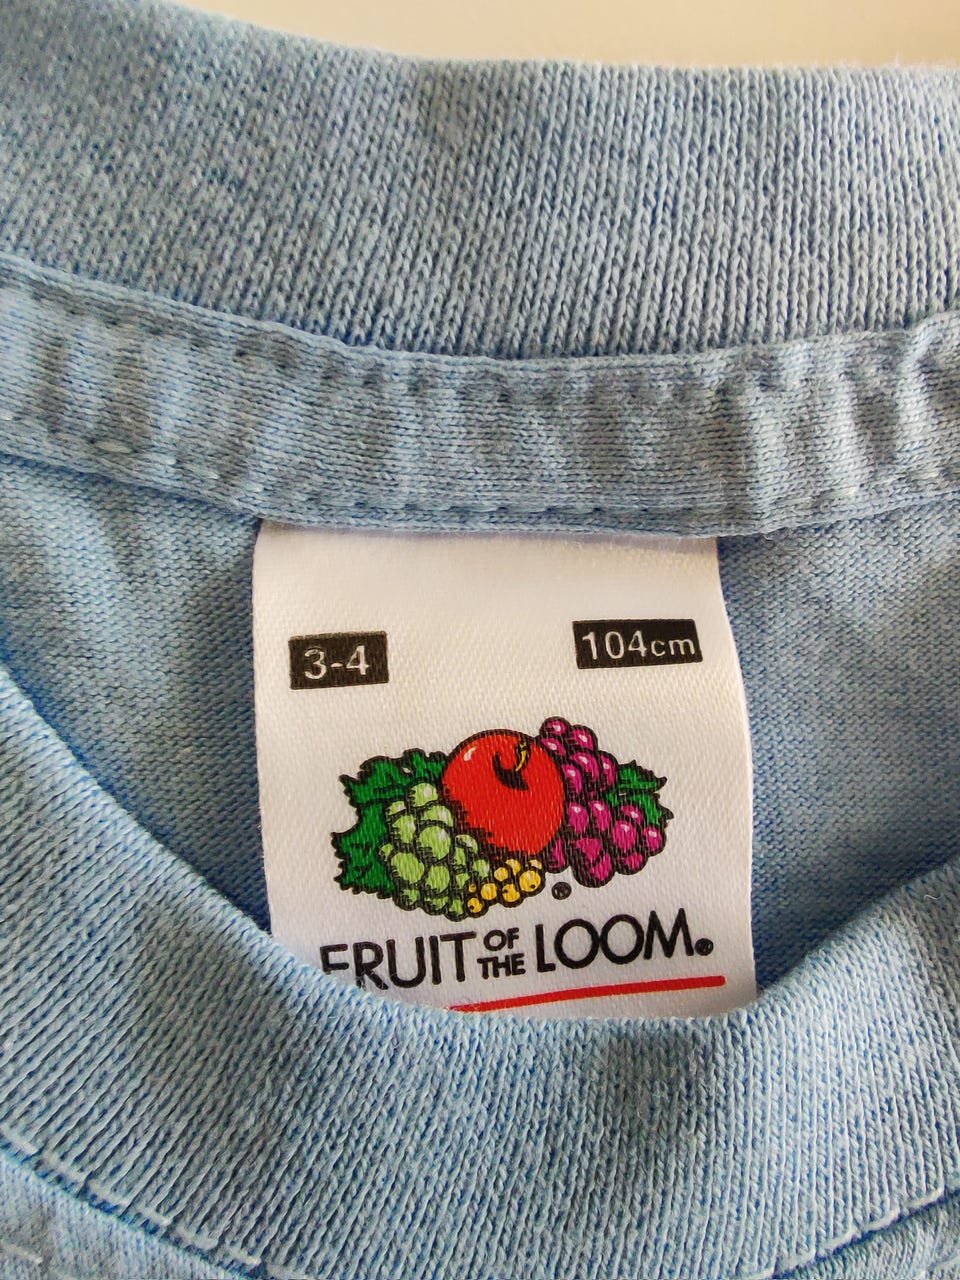 3-4 104cm
®
FRUIT OF THE LOOM®